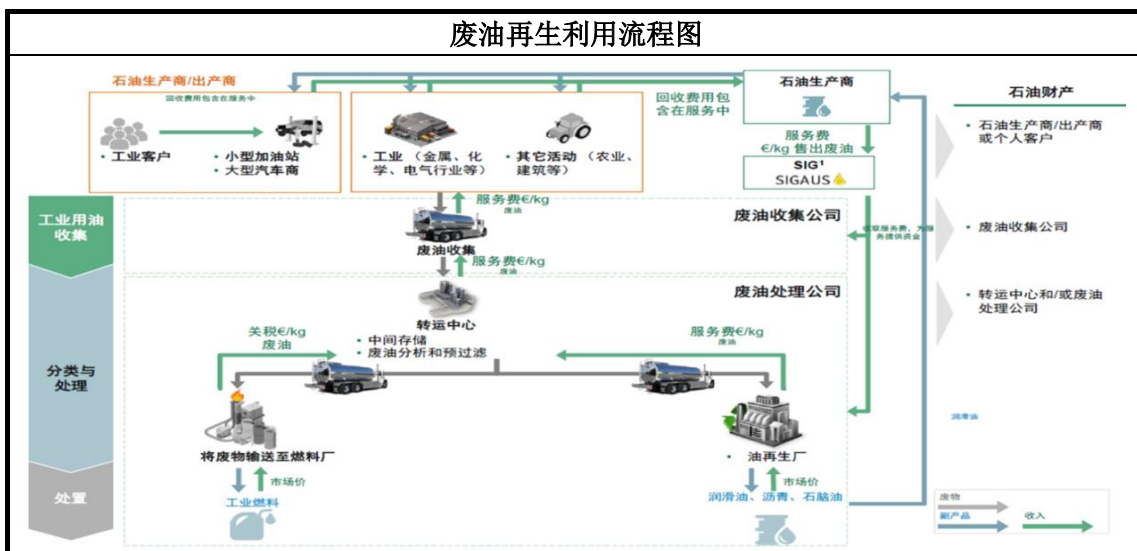 废油再生利用流程图
石油生产商/出产商
回收费用包含在服务中
• 工业客户
• 小型加油站
• 大型汽车商
• 工业（金属、化
学、电气行业等）
• 其它活动（农业、
建筑等）
回收费用包
含在服务中
石油生产商
服务费
€/kg 售出废油
SIG¹
SIGAUS
石油财产
• 石油生产商/出产商
或个人客户
工业用油
收集
服务费€/kg
废油
废油收集
废油收集公司
收取服务费，为服
务提供资金
• 废油收集公司
服务费€/kg
废油
分类与
处理
转运中心
废油处理公司
• 转运中心和/或废油
处理公司
关税€/kg
废油
• 中间存储
• 废油分析和预过滤
服务费€/kg
废油
润滑油
将废物输送至燃料厂
• 油再生厂
处置
市场价
工业燃料
市场价
润滑油、沥青、石脑油
废物
副产品
收入